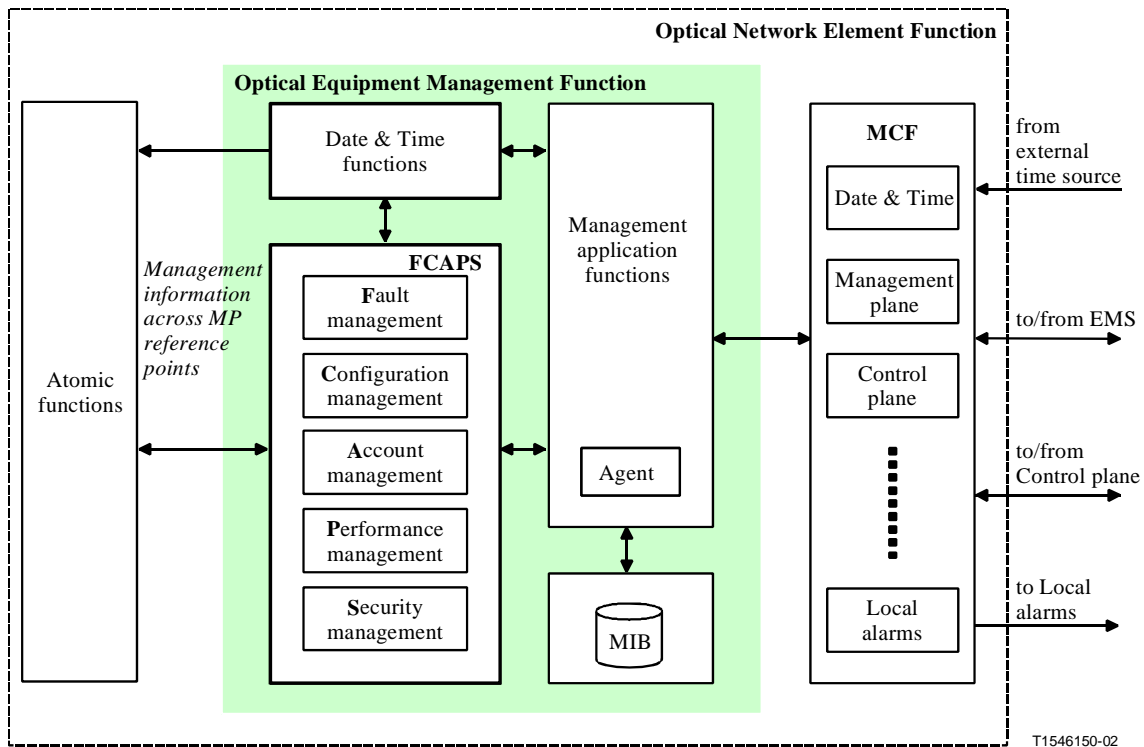 Optical Network Element Function
Optical Equipment Management Function
Date & Time
functions
MCF
from
external
time source
Date & Time
Management
application
functions
FCAPS
Management
information
across MP
reference
points
Fault
management
Management
plane
to/from EMS
Atomic
functions
Configuration
management
Control
plane
Account
management
Agent
to/from
Control plane
Performance
management
Security
management
MIB
Local
alarms
to Local
alarms
T1546150-02